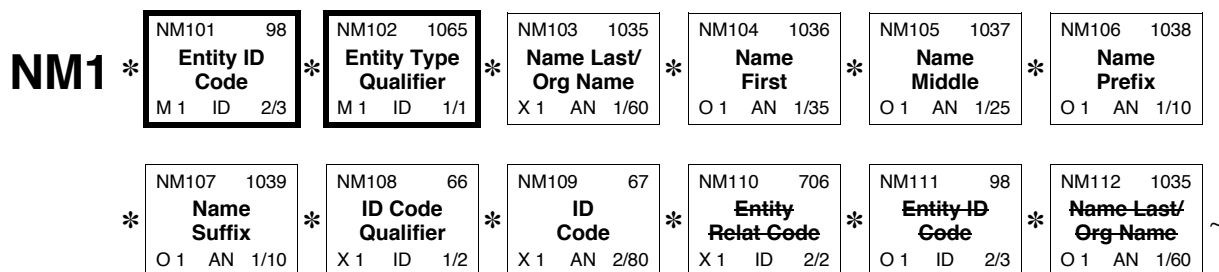 NM1 * NM101 98 Entity ID Code M 1 ID 2/3 * NM102 1065 Entity Type Qualifier M 1 ID 1/1 * NM103 1035 Name Last/ Org Name X 1 AN 1/60 * NM104 1036 Name First O 1 AN 1/35 * NM105 1037 Name Middle O 1 AN 1/25 * NM106 1038 Name Prefix O 1 AN 1/10
* NM107 1039 Name Suffix O 1 AN 1/10 * NM108 66 ID Code Qualifier X 1 ID 1/2 * NM109 67 ID Code X 1 AN 2/80 * NM110 706 Entity Relat Code X 1 ID 2/2 * NM111 98 Entity ID Code O 1 ID 2/3 * NM112 1035 Name Last/ Org Name O 1 AN 1/60 ~